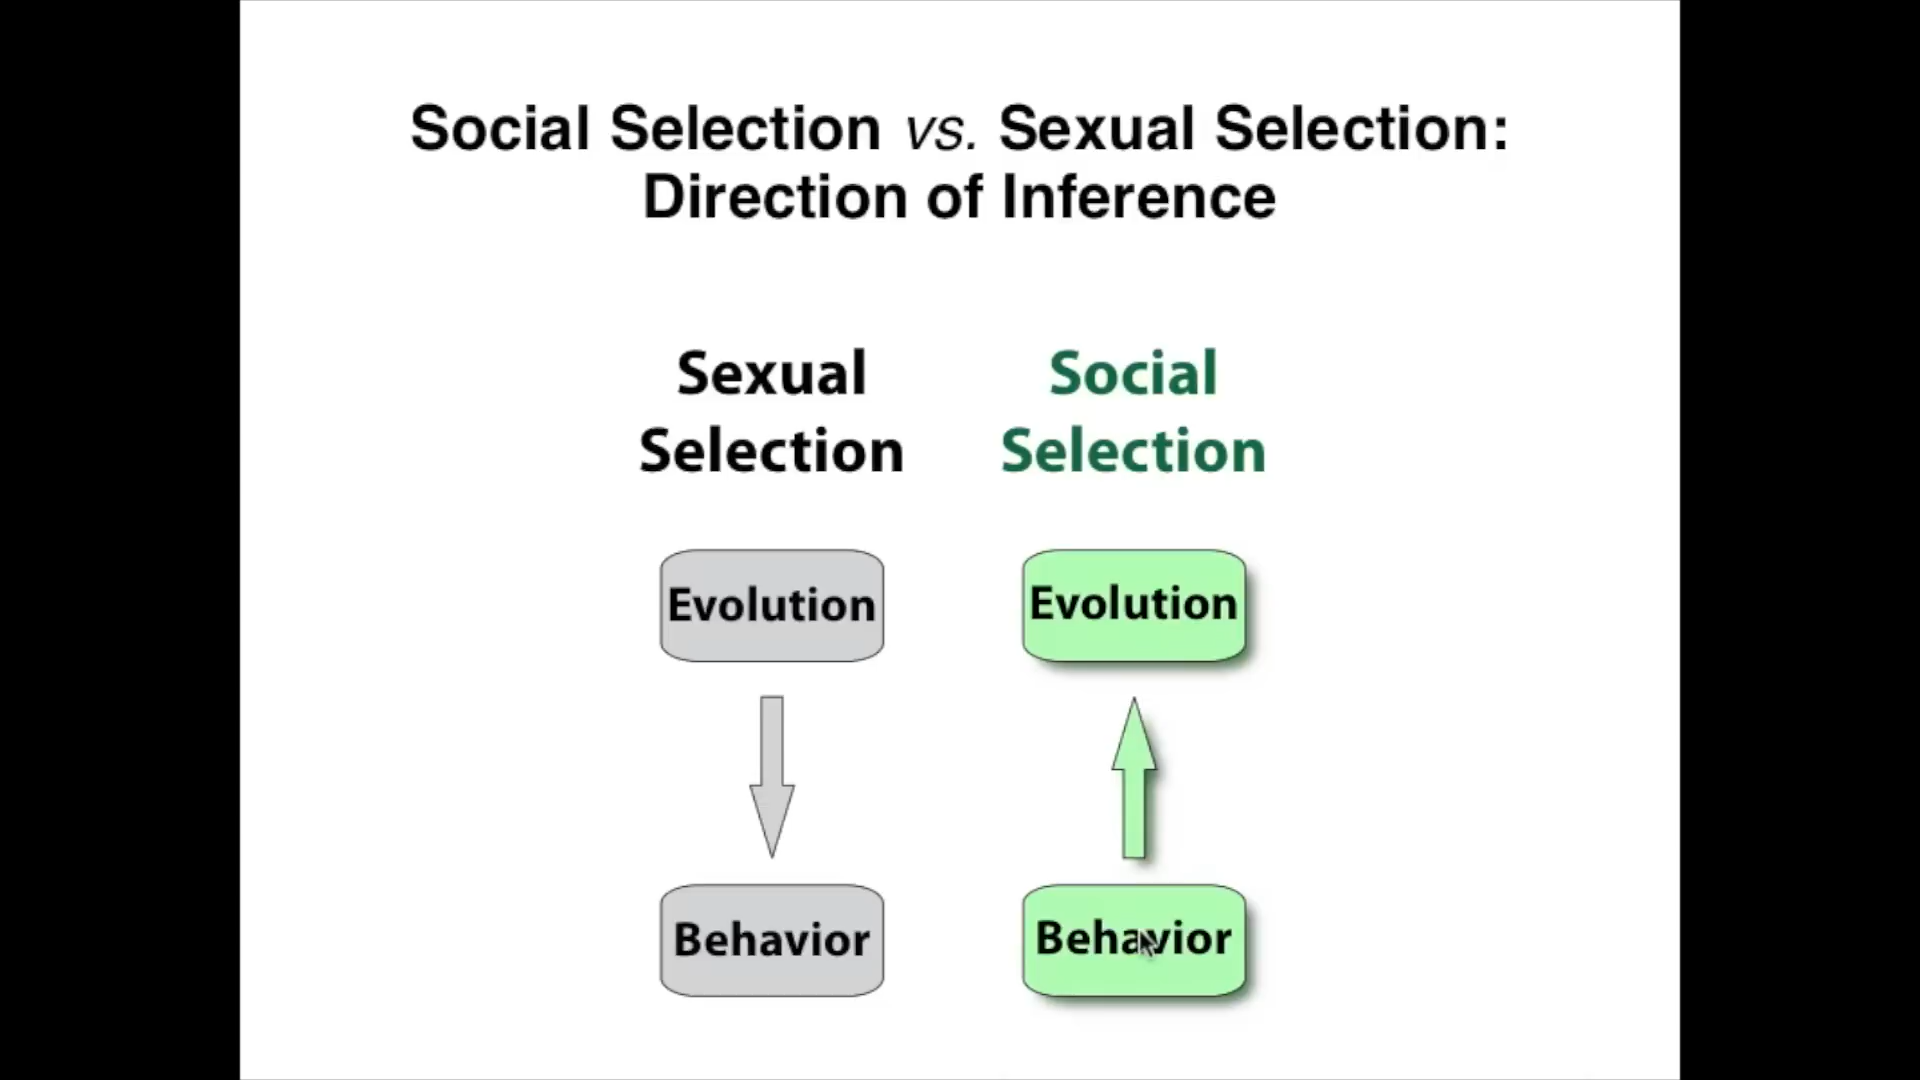 Social Selection vs. Sexual Selection:
Direction of Inference
Sexual
Selection
Social
Selection
Evolution
Evolution
Behavior
Behavior